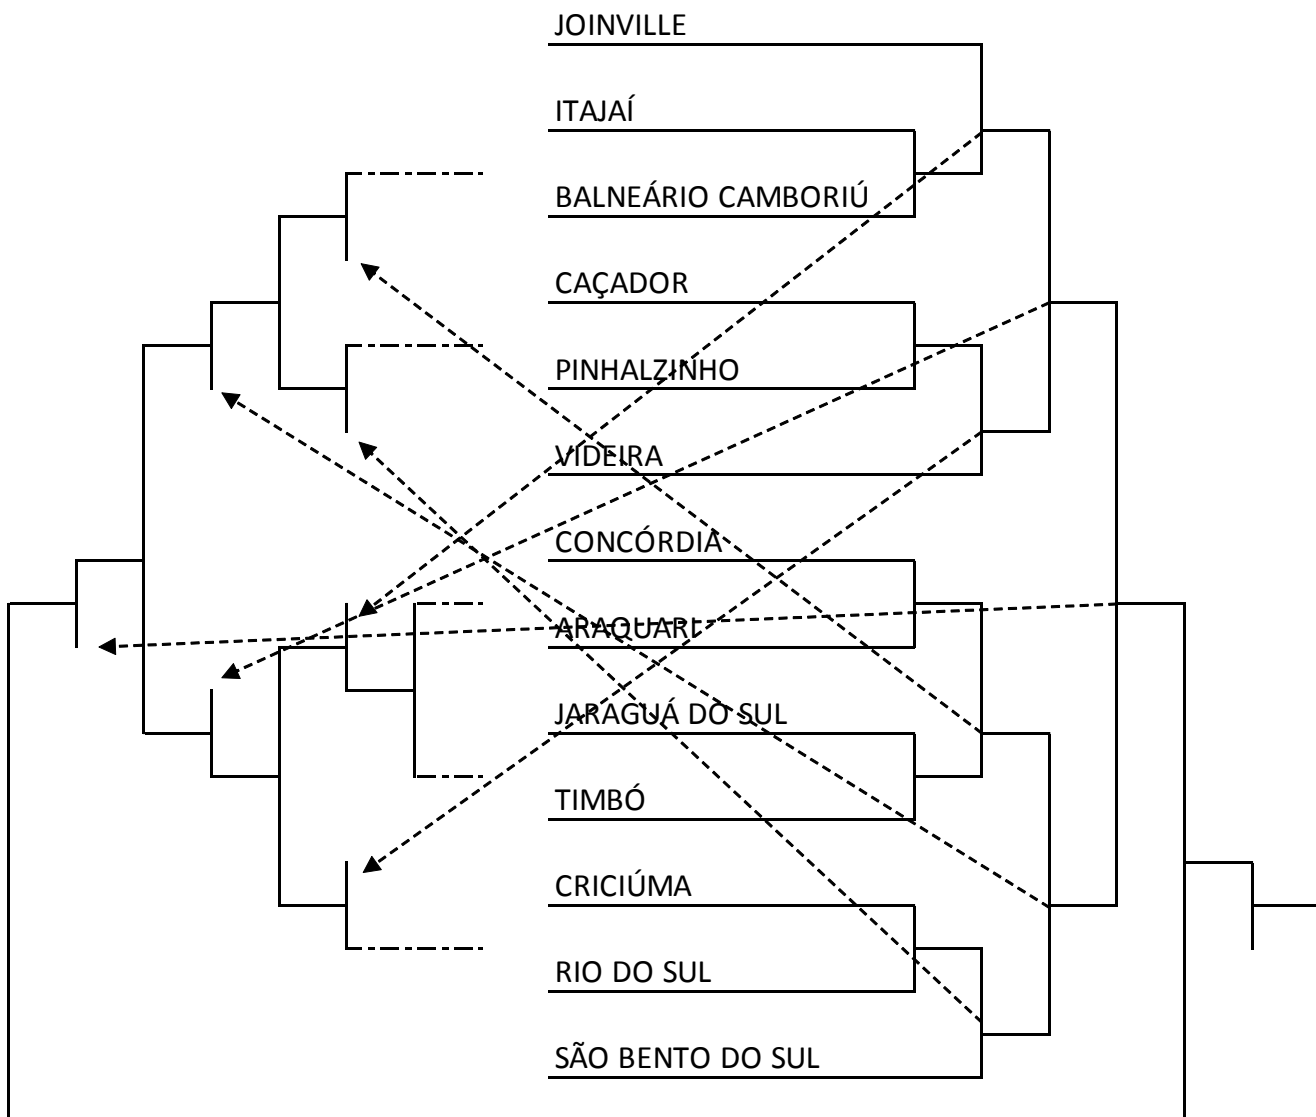 JOINVILLE
ITAJAÍ
BALNEÁRIO CAMBORIÚ
CAÇADOR
PINHALZINHO
VIDEIRA
CONCÓRDIA
ARAQUARI
JARAGUÁ DO SUL
TIMBÓ
CRICIÚMA
RIO DO SUL
SÃO BENTO DO SUL